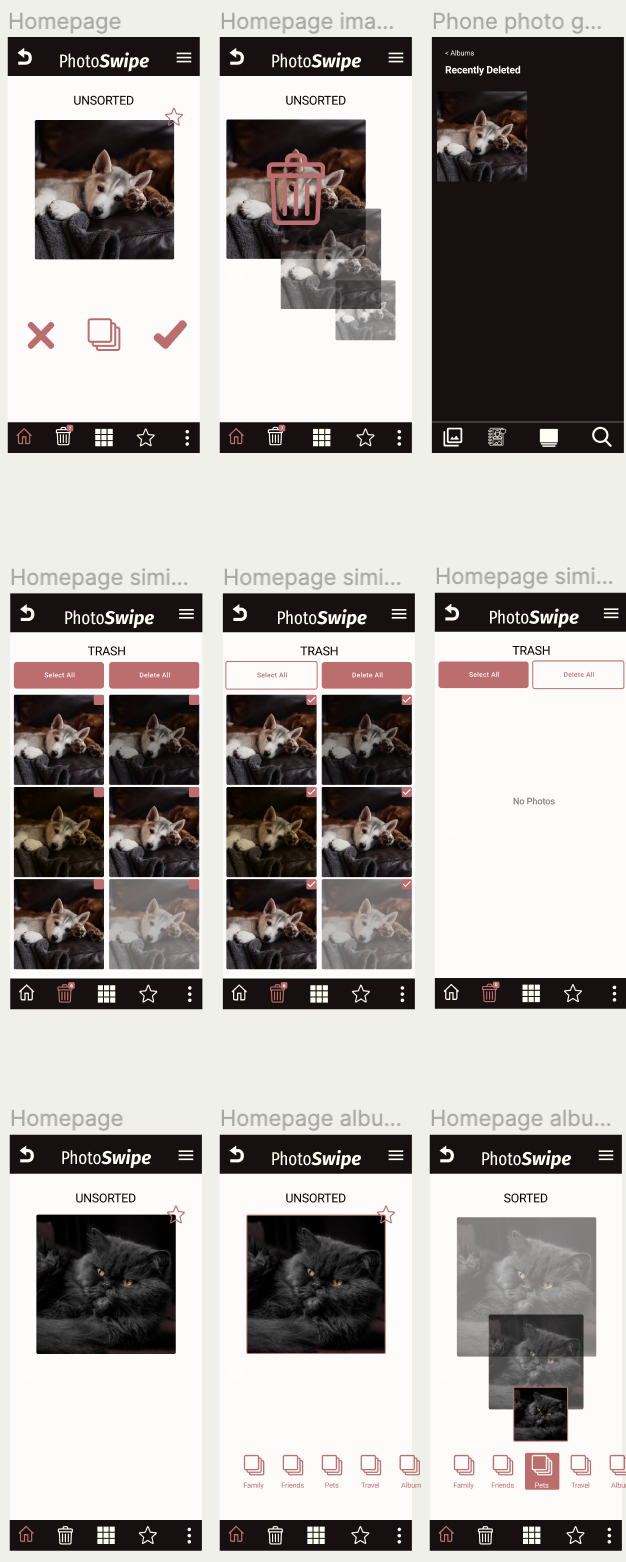 Homepage
Homepage ima...
Phone photo g...
PhotoSwipe
UNSORTED
PhotoSwipe
UNSORTED
< Albums
Recently Deleted
Homepage simi...
Homepage simi...
Homepage simi...
PhotoSwipe
TRASH
Select All
Delete All
PhotoSwipe
TRASH
Select All
Delete All
PhotoSwipe
TRASH
Select All
Delete All
No Photos
Homepage
Homepage albu...
Homepage albu...
PhotoSwipe
UNSORTED
PhotoSwipe
UNSORTED
Family
Friends
Pets
Travel
Album
PhotoSwipe
SORTED
Family
Friends
Pets
Travel
Albu